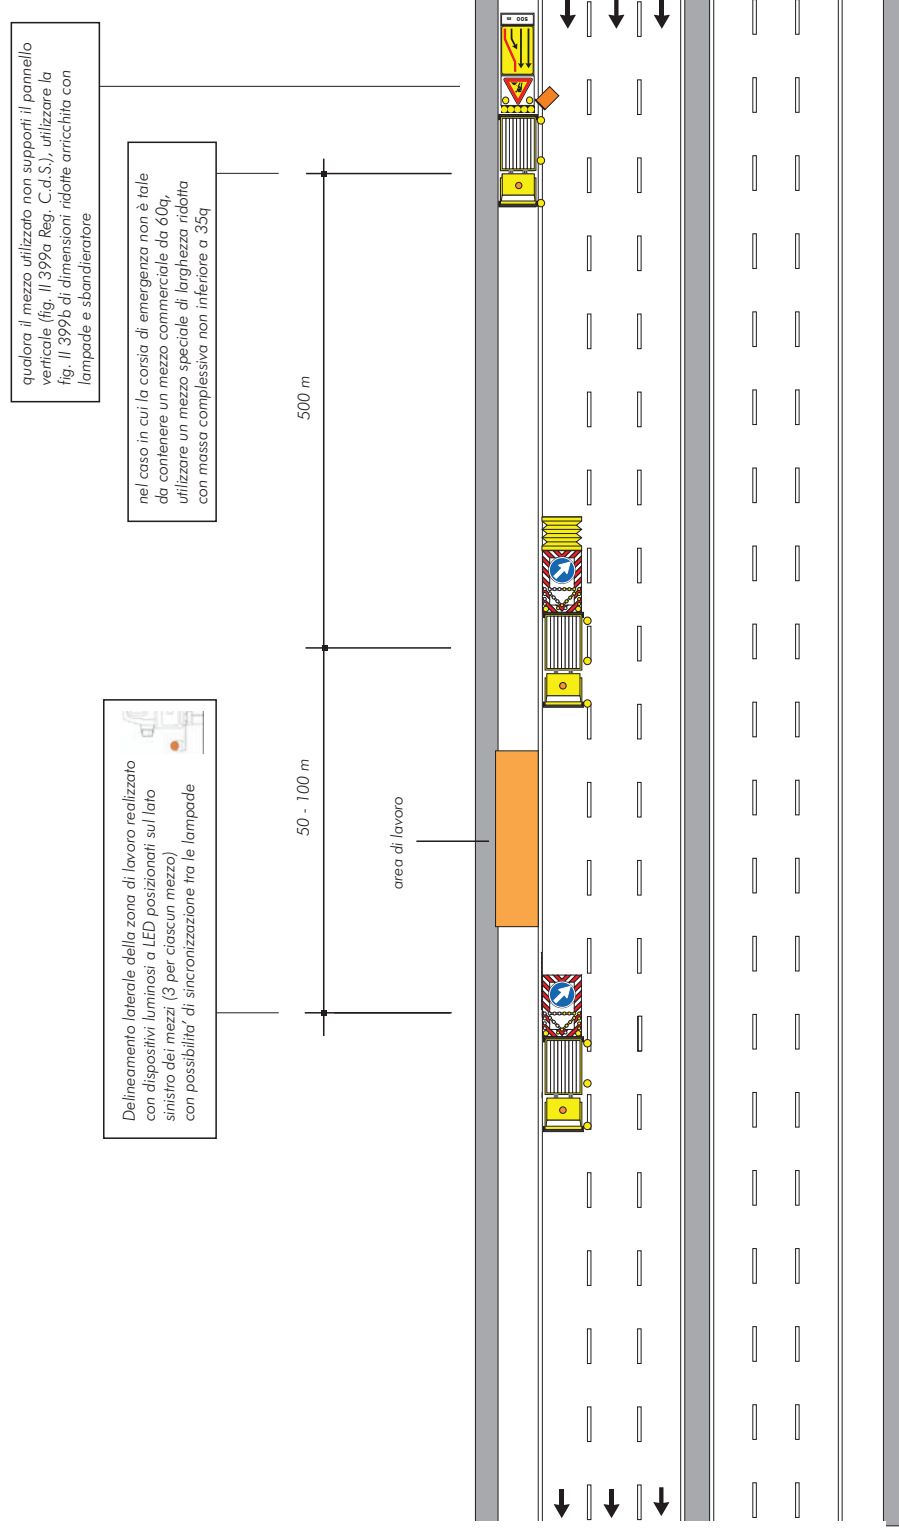 qualora il mezzo utilizzato non supporti il pannello
verticale (fig. II 399a Reg. C.d.S.), utilizzare la
fig. II 399b di dimensioni ridotte arricchita con
lampade e sbandieratore
nel caso in cui la corsia di emergenza non è tale
da contenere un mezzo commerciale da 60q,
utilizzare un mezzo speciale di larghezza ridotta
con massa complessiva non inferiore a 35q
500 m
500 m
Delineamento laterale della zona di lavoro realizzato
con dispositivi luminosi a LED posizionati sul lato
sinistro dei mezzi (3 per ciascun mezzo)
con possibilita' di sincronizzazione tra le lampade
50 - 100 m
area di lavoro